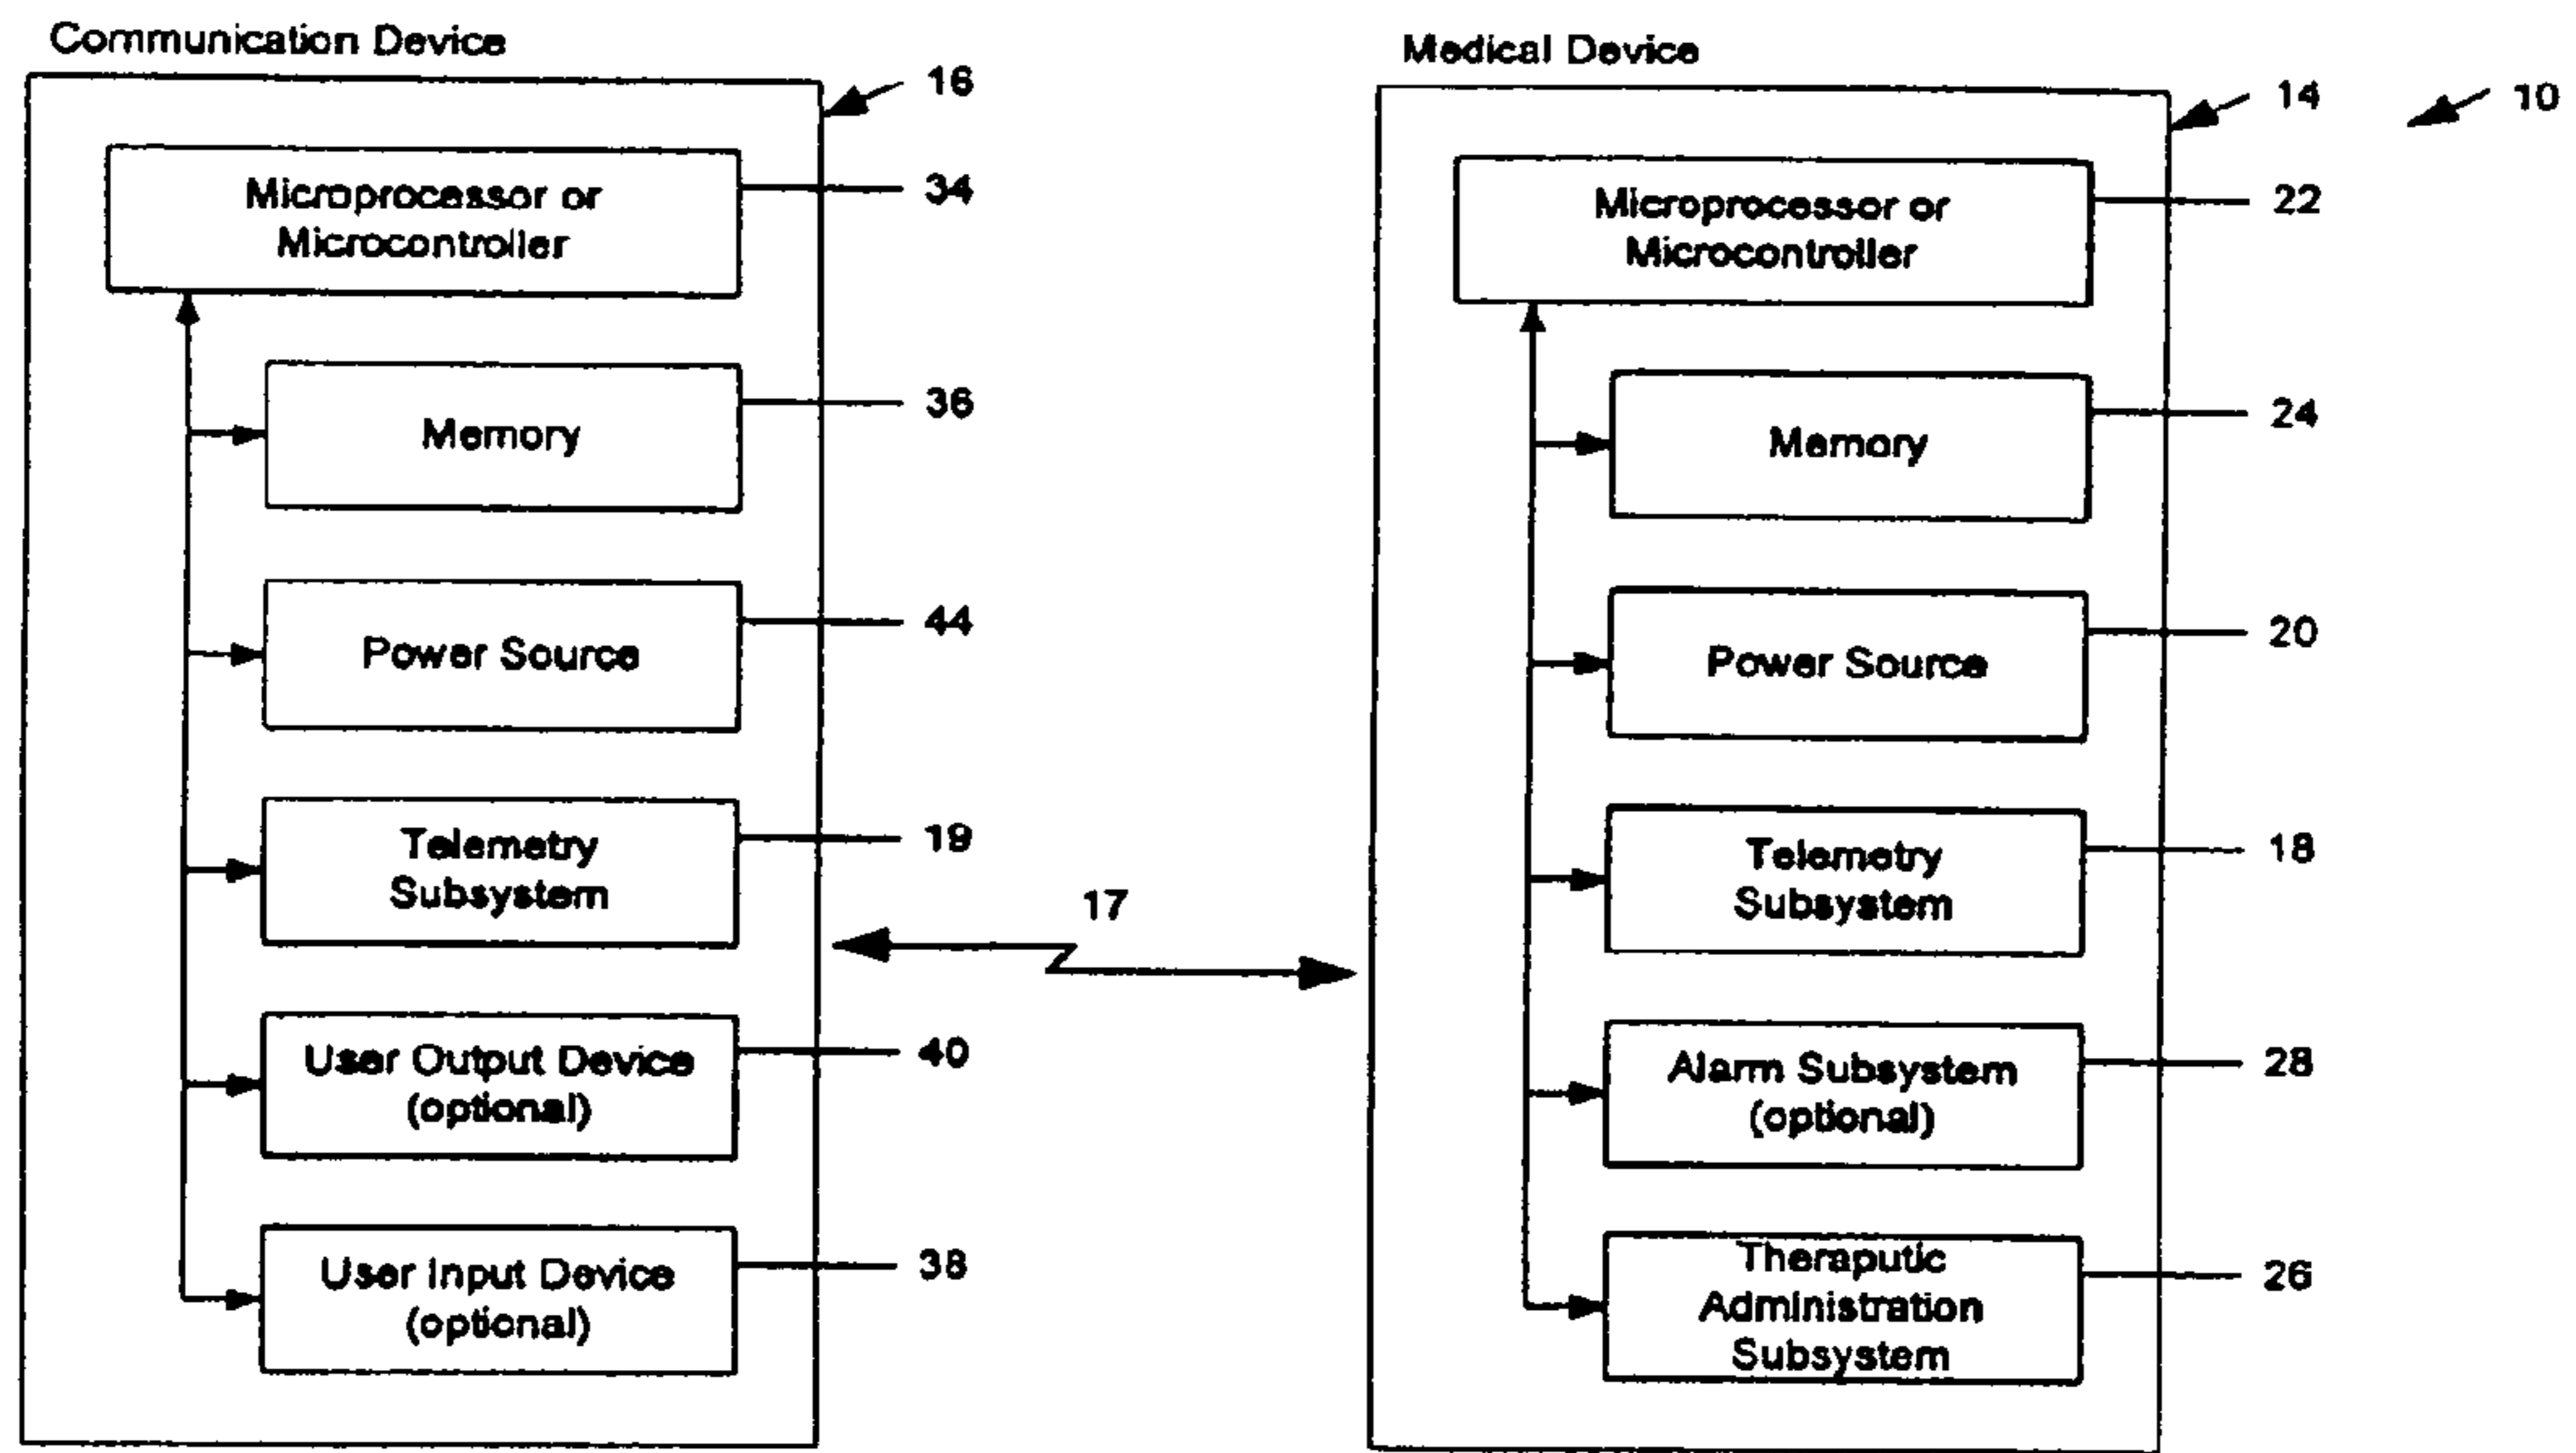 Communication Device
16
Microprocessor or
Microcontroller
34
Memory
36
Power Source
44
Telemetry
Subsystem
19
User Output Device
(optional)
40
User Input Device
(optional)
38
17
Medical Device
14
10
Microprocessor or
Microcontroller
22
Memory
24
Power Source
20
Telemetry
Subsystem
18
Alarm Subsystem
(optional)
28
Theraputic
Administration
Subsystem
26